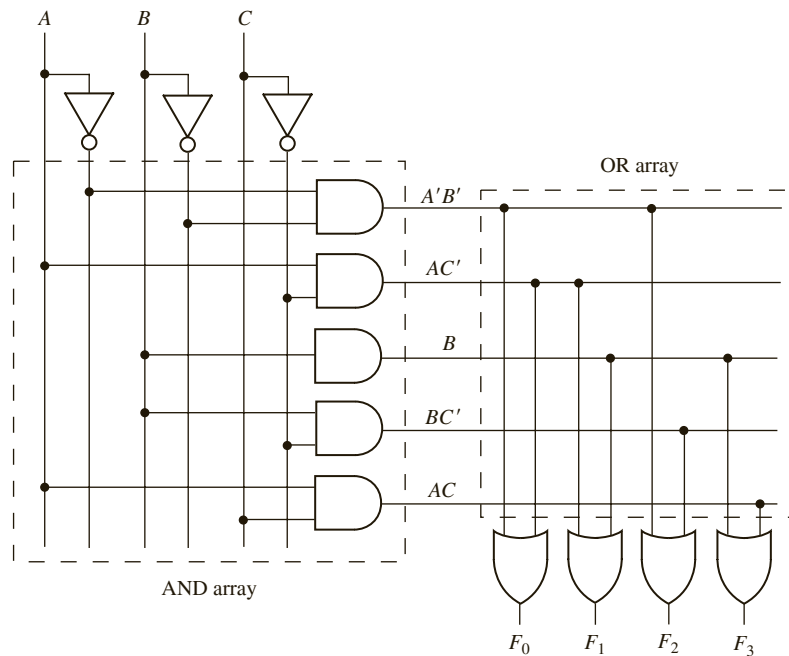 A B C
OR array
A'B'
AC'
B
BC'
AC
AND array
F0 F1 F2 F3